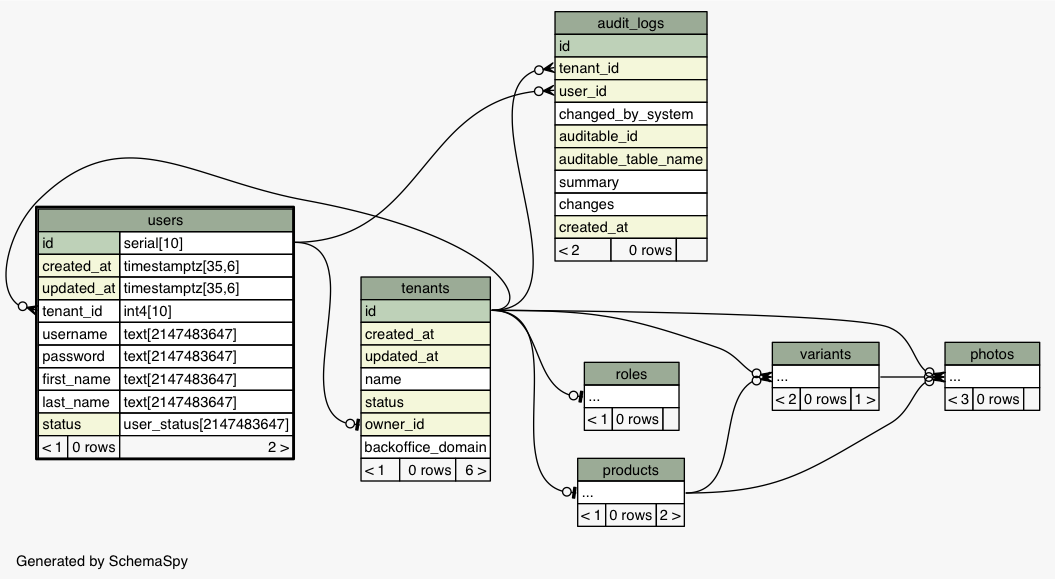 audit_logs
id
tenant_id
user_id
changed_by_system
auditable_id
auditable_table_name
summary
changes
created_at
< 2 0 rows
users
id serial[10]
created_at timestamptz[35,6]
updated_at timestamptz[35,6]
tenant_id int4[10]
username text[2147483647]
password text[2147483647]
first_name text[2147483647]
last_name text[2147483647]
status user_status[2147483647]
< 1 0 rows 2 >
tenants
id
created_at
updated_at
name
status
owner_id
backoffice_domain
< 1 0 rows 6 >
roles
...
< 1 0 rows
products
...
< 1 0 rows 2 >
variants
...
< 2 0 rows 1 >
photos
...
< 3 0 rows
Generated by SchemaSpy